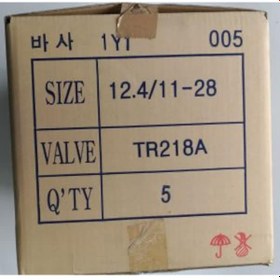 바사 1YT 005
SIZE 12.4/11-28
VALVE TR218A
Q'TY 5